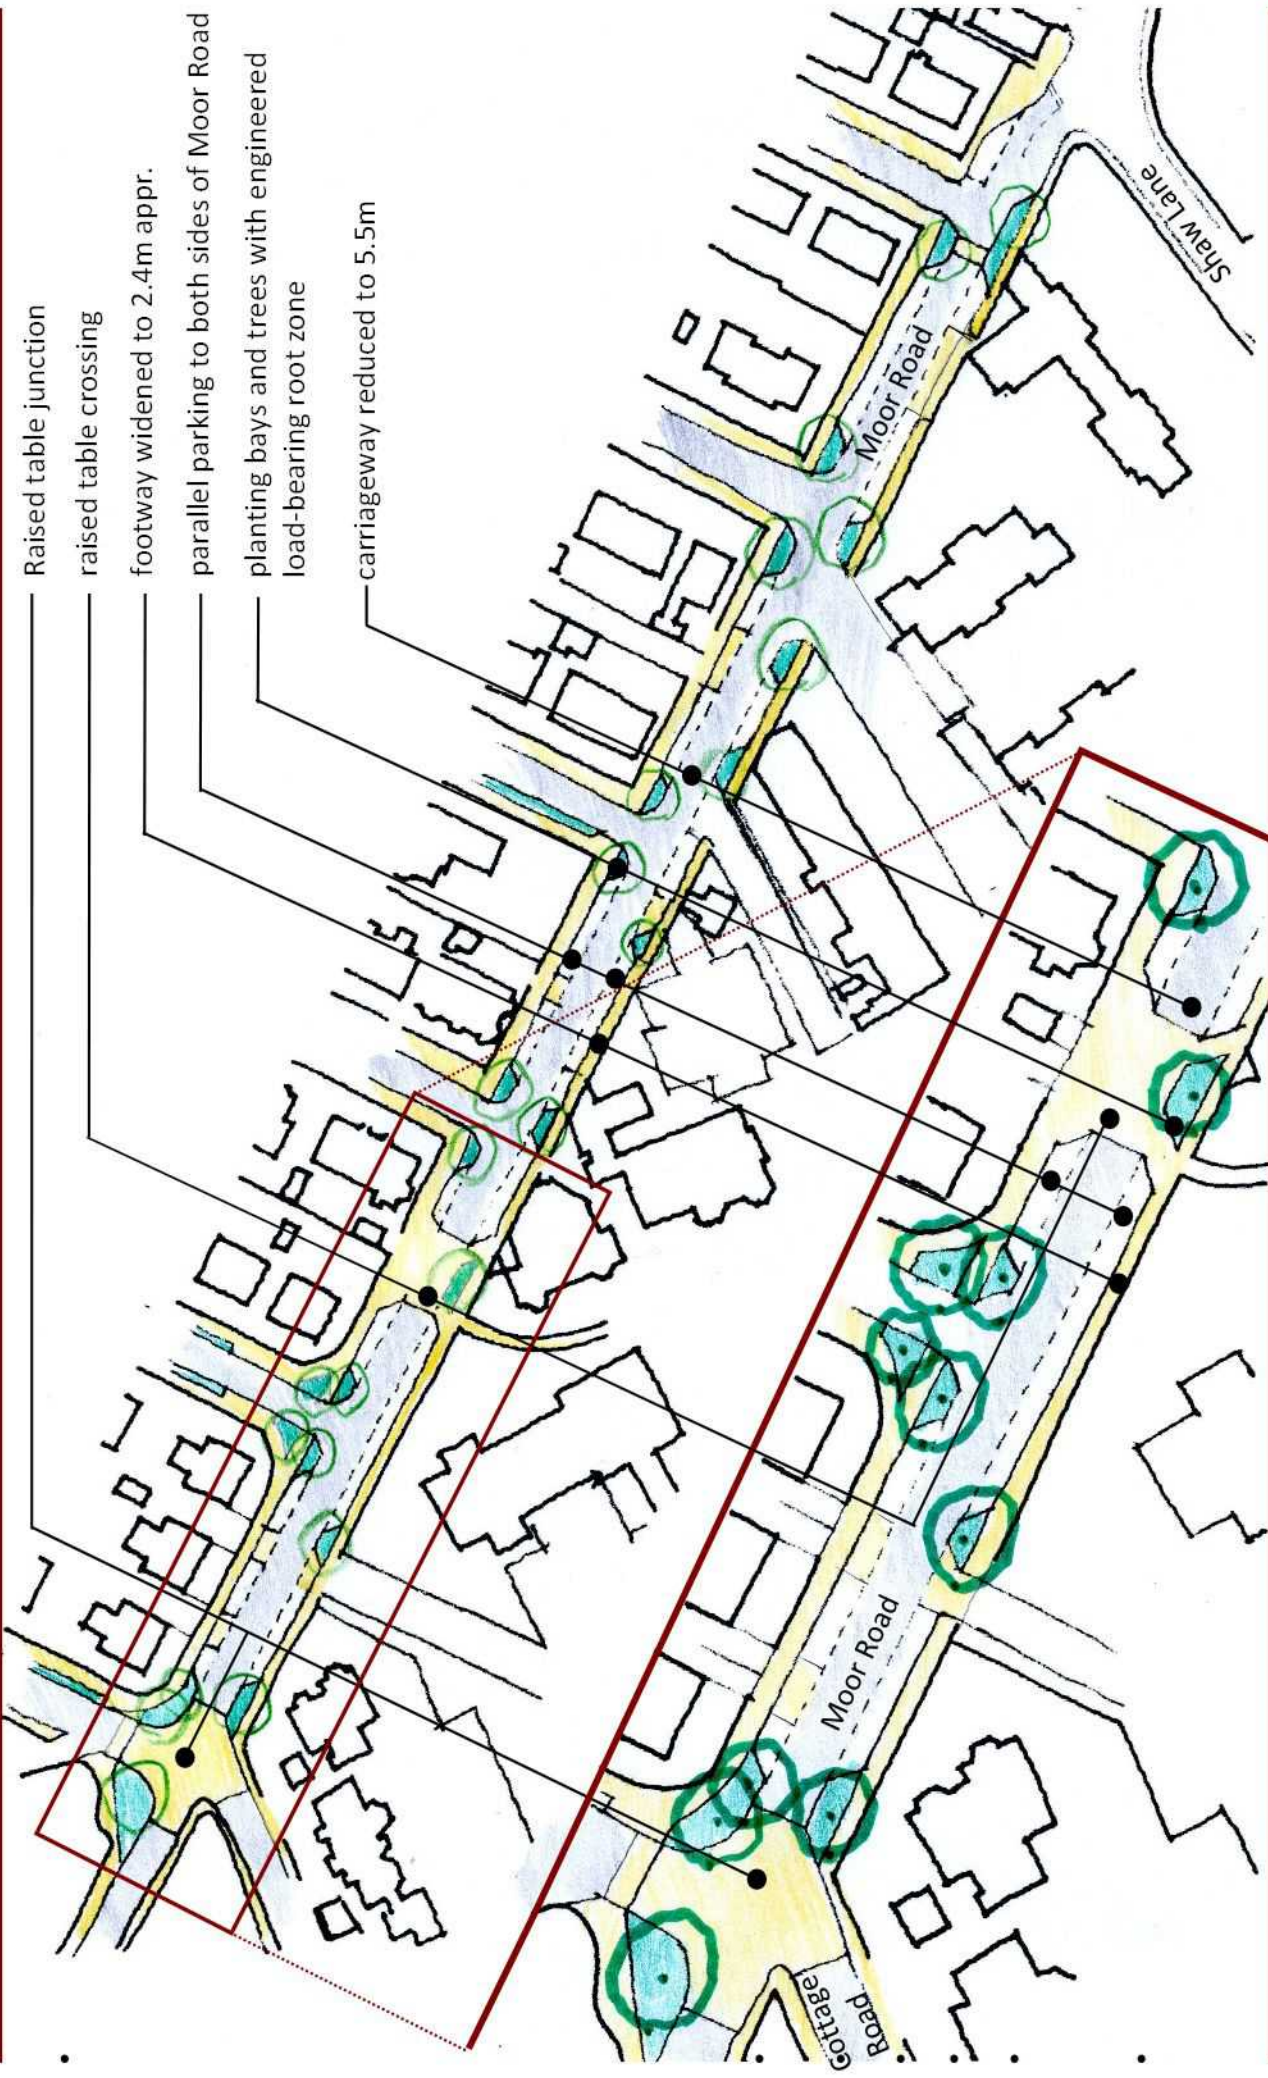 Raised table junction
raised table crossing
footway widened to 2.4m appr.
parallel parking to both sides of Moor Road
planting bays and trees with engineered
load-bearing root zone
carriageway reduced to 5.5m
Shaw Lane
Moor Road
Moor Road
Cottage
Road